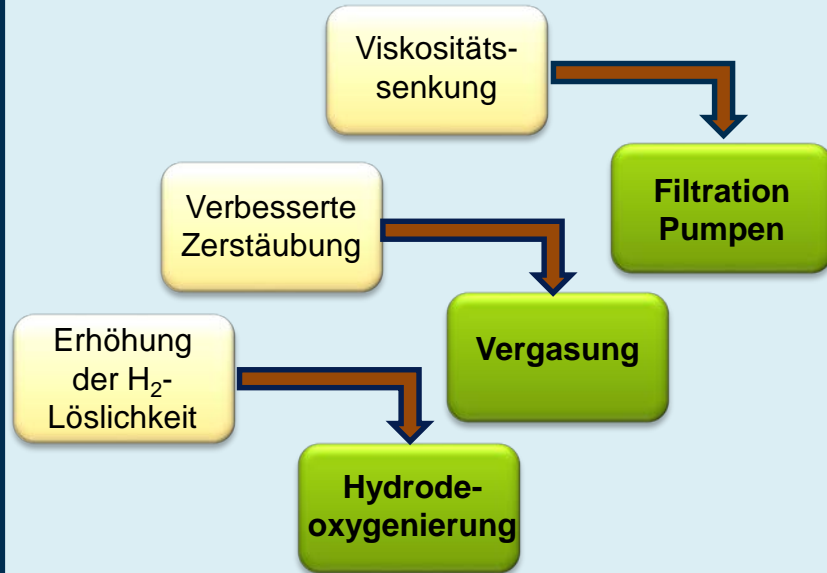 Viskositäts-
senkung
Filtration
Pumpen
Verbesserte
Zerstäubung
Vergasung
Erhöhung
der H₂-
Löslichkeit
Hydrode-
oxygenierung